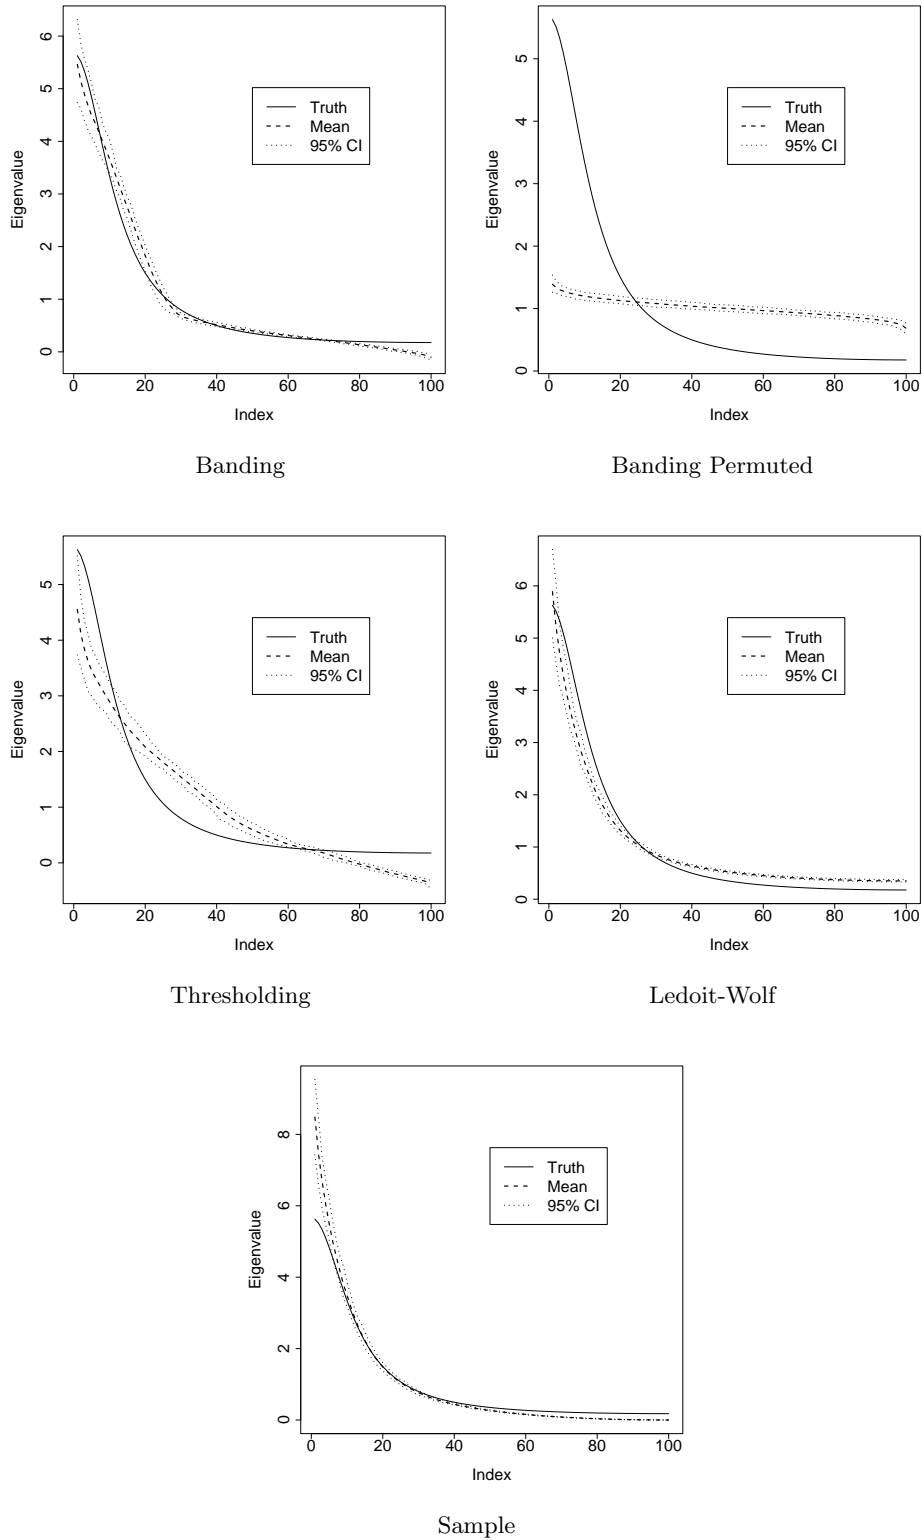 6
5
4
3
2
1
0
Eigenvalue
Truth
Mean
95% CI
0 20 40 60 80 100
Index
Banding
5
4
3
2
1
0
Eigenvalue
Truth
Mean
95% CI
0 20 40 60 80 100
Index
Banding Permuted
5
4
3
2
1
0
Eigenvalue
Truth
Mean
95% CI
0 20 40 60 80 100
Index
Thresholding
6
5
4
3
2
1
0
Eigenvalue
Truth
Mean
95% CI
0 20 40 60 80 100
Index
Ledoit-Wolf
8
6
4
2
0
Eigenvalue
Truth
Mean
95% CI
0 20 40 60 80 100
Index
Sample